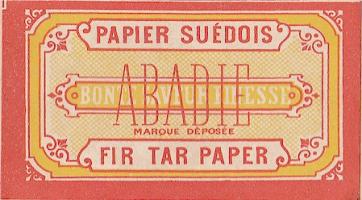 PAPIER SUÉDOIS
ABADIE
MARQUE DÉPOSÉE
FIR TAR PAPER